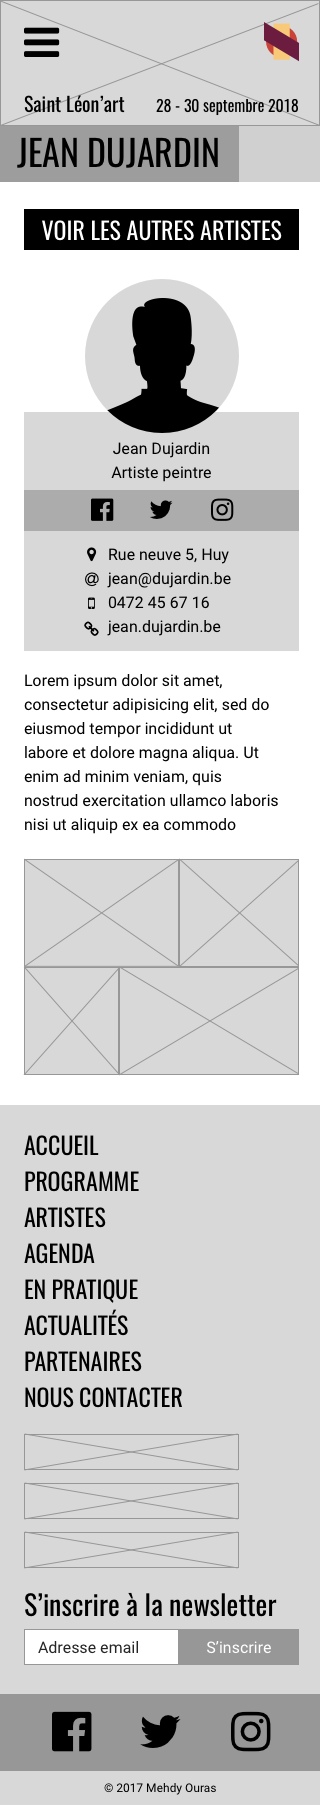 Saint Léon’art
28 - 30 septembre 2018
JEAN DUJARDIN
VOIR LES AUTRES ARTISTES
Jean Dujardin
Artiste peintre
Rue neuve 5, Huy
@ jean@dujardin.be
0472 45 67 16
jean.dujardin.be
Lorem ipsum dolor sit amet,
consectetur adipisicing elit, sed do
eiusmod tempor incididunt ut
labore et dolore magna aliqua. Ut
enim ad minim veniam, quis
nostrud exercitation ullamco laboris
nisi ut aliquip ex ea commodo
ACCUEIL
PROGRAMME
ARTISTES
AGENDA
EN PRATIQUE
ACTUALITÉS
PARTENAIRES
NOUS CONTACTER
S’inscrire à la newsletter
Adresse email
S’inscrire
© 2017 Mehdy Ouras